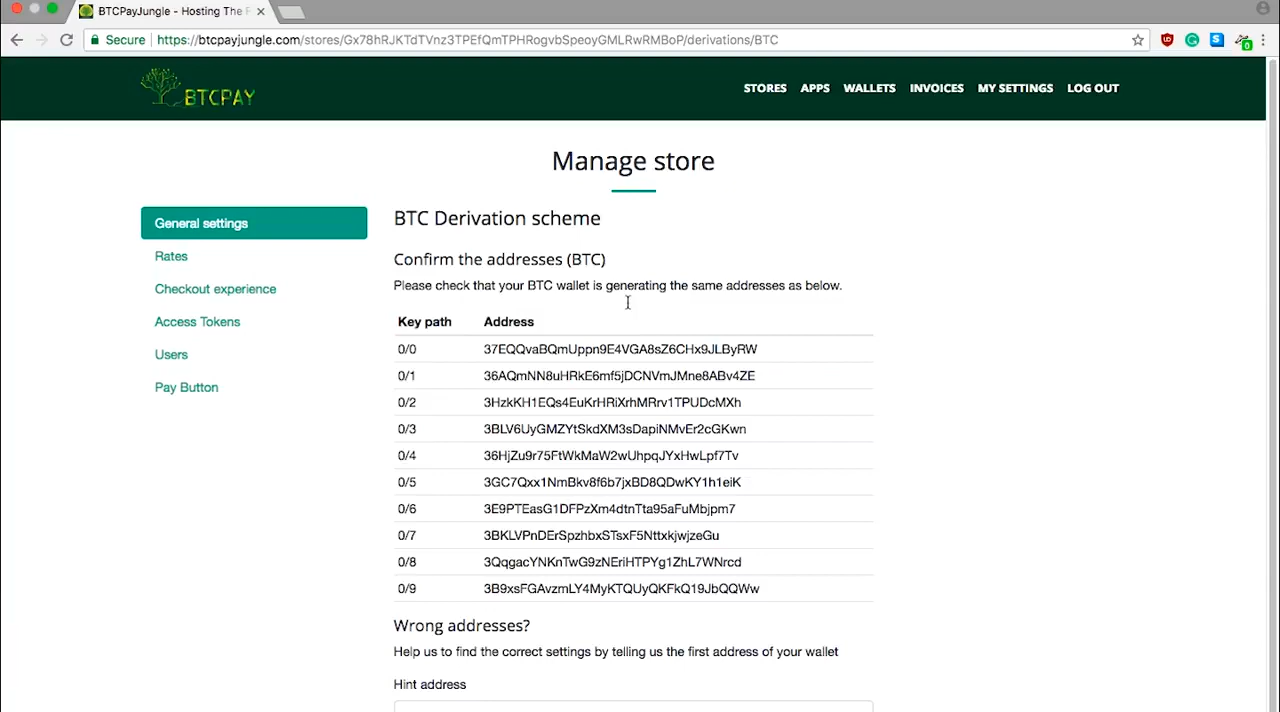 BTCPayJungle - Hosting The
Secure https://btcpayjungle.com/stores/Gx78hRJKTdTVnz3TPEfQmTPHRogvbSpeoyGMLRwRMBoP/derivations/BTC
BTCPAY STORES APPS WALLETS INVOICES MY SETTINGS LOG OUT
Manage store
General settings
Rates
Checkout experience
Access Tokens
Users
Pay Button
BTC Derivation scheme
Confirm the addresses (BTC)
Please check that your BTC wallet is generating the same addresses as below.
Key path Address
0/0 37EQQvaBQmUppn9E4VGA8sZ6CHx9JLByRW
0/1 36AQmNN8uHRkE6mf5jDCNVmJMne8ABv4ZE
0/2 3HzkKH1EQs4EuKrHRiXrhMRrv1TPUDcMXh
0/3 3BLV6UyGMZYtSkdXM3sDapiNMvEr2cGKwn
0/4 36HjZu9r75FtWkMaW2wUhpqJYxHwLpf7Tv
0/5 3GC7Qxx1NmBkv8f6b7jxBD8QDwKY1h1eiK
0/6 3E9PTEasG1DFPzXm4dtnTta95aFuMbjpm7
0/7 3BKLVPnDErSpzhbxSTsxF5NttxkjwjzeGu
0/8 3QqgacYNKnTwG9zNEriHTPYg1ZhL7WNrcd
0/9 3B9xsFGAvzmLY4MyKTQUyQKFkQ19JbQQWw
Wrong addresses?
Help us to find the correct settings by telling us the first address of your wallet
Hint address